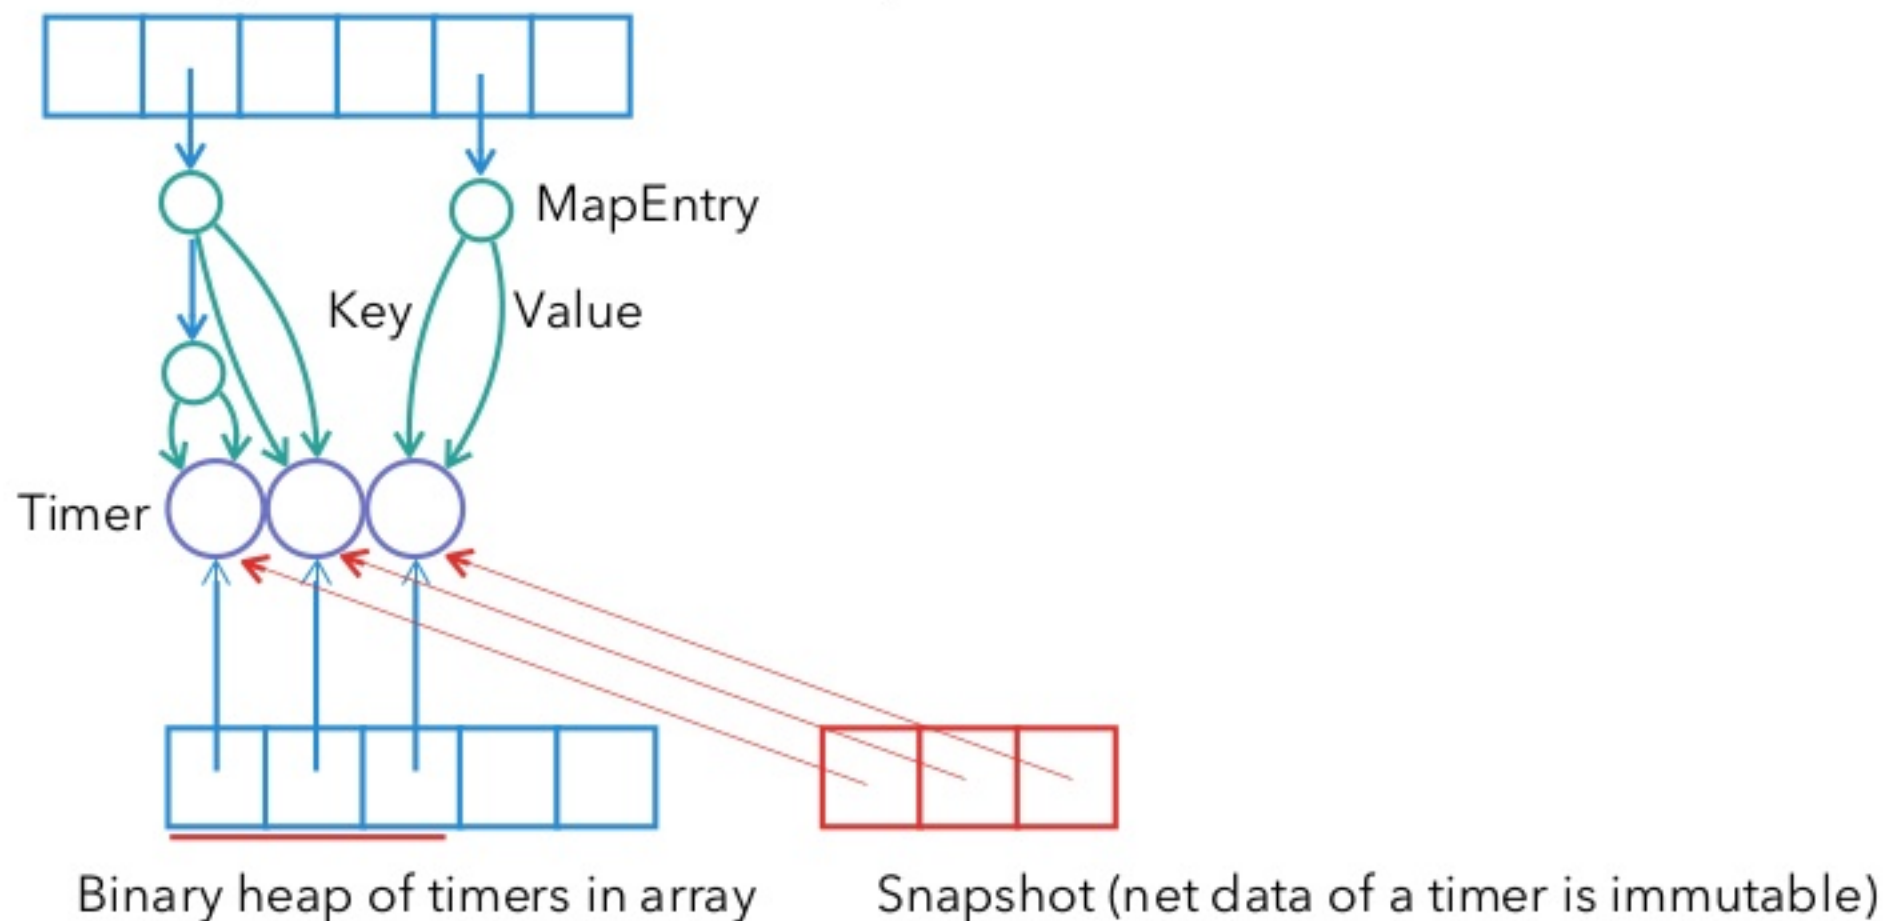 MapEntry
Key
Value
Timer
Binary heap of timers in array
Snapshot (net data of a timer is immutable)